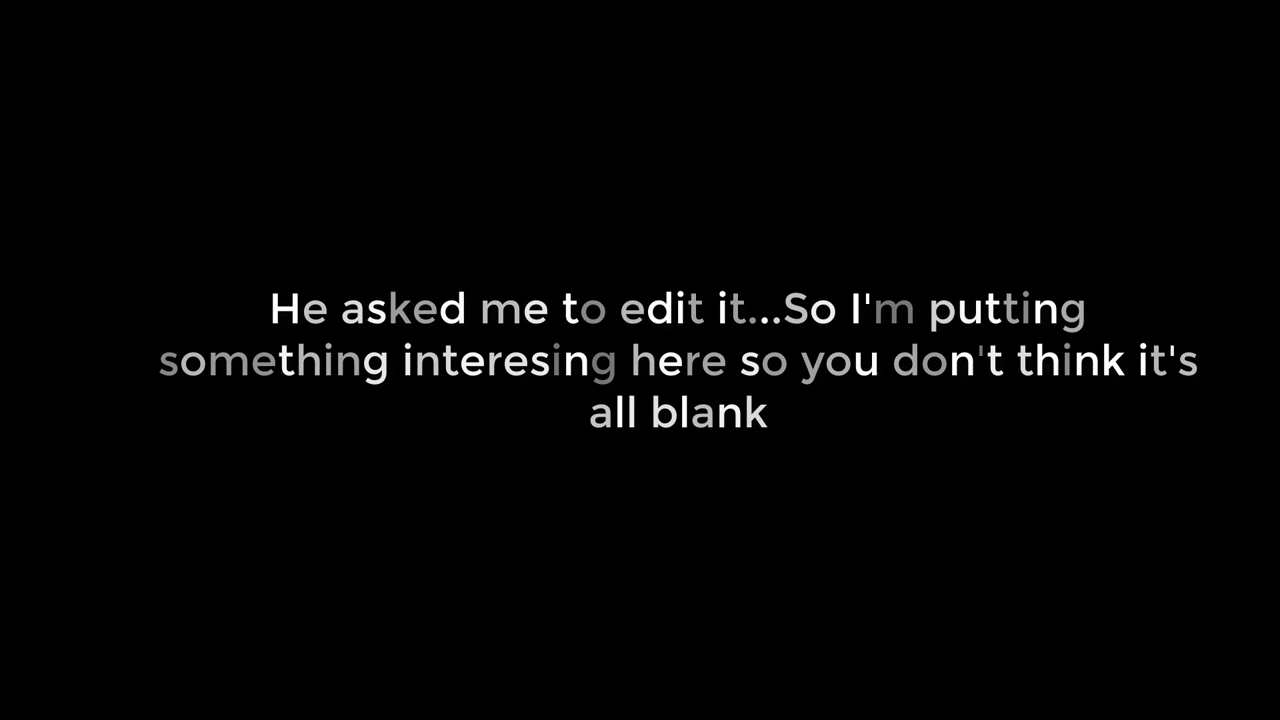 He asked me to edit it...So I'm putting
something interesing here so you don't think it's
all blank